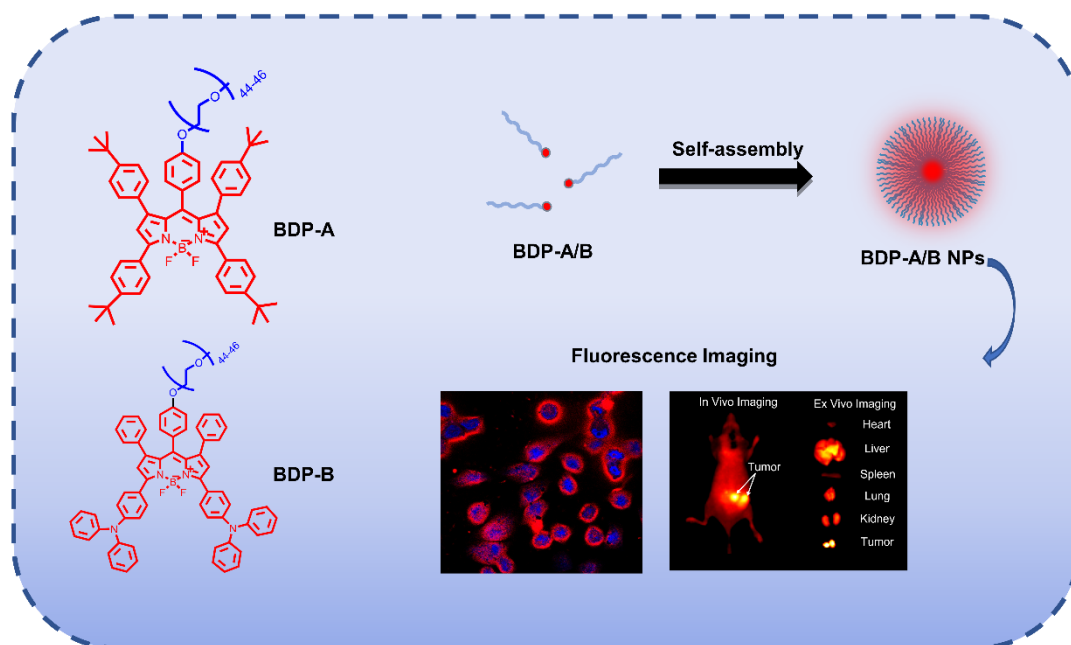 44-46
O
O
BDP-A
N
N
+
B
F
F
Self-assembly
BDP-A/B
BDP-A/B NPs
44-46
O
O
BDP-B
N
N
+
B
F
F
N
N
Fluorescence Imaging
In Vivo Imaging
Tumor
Ex Vivo Imaging
Heart
Liver
Spleen
Lung
Kidney
Tumor